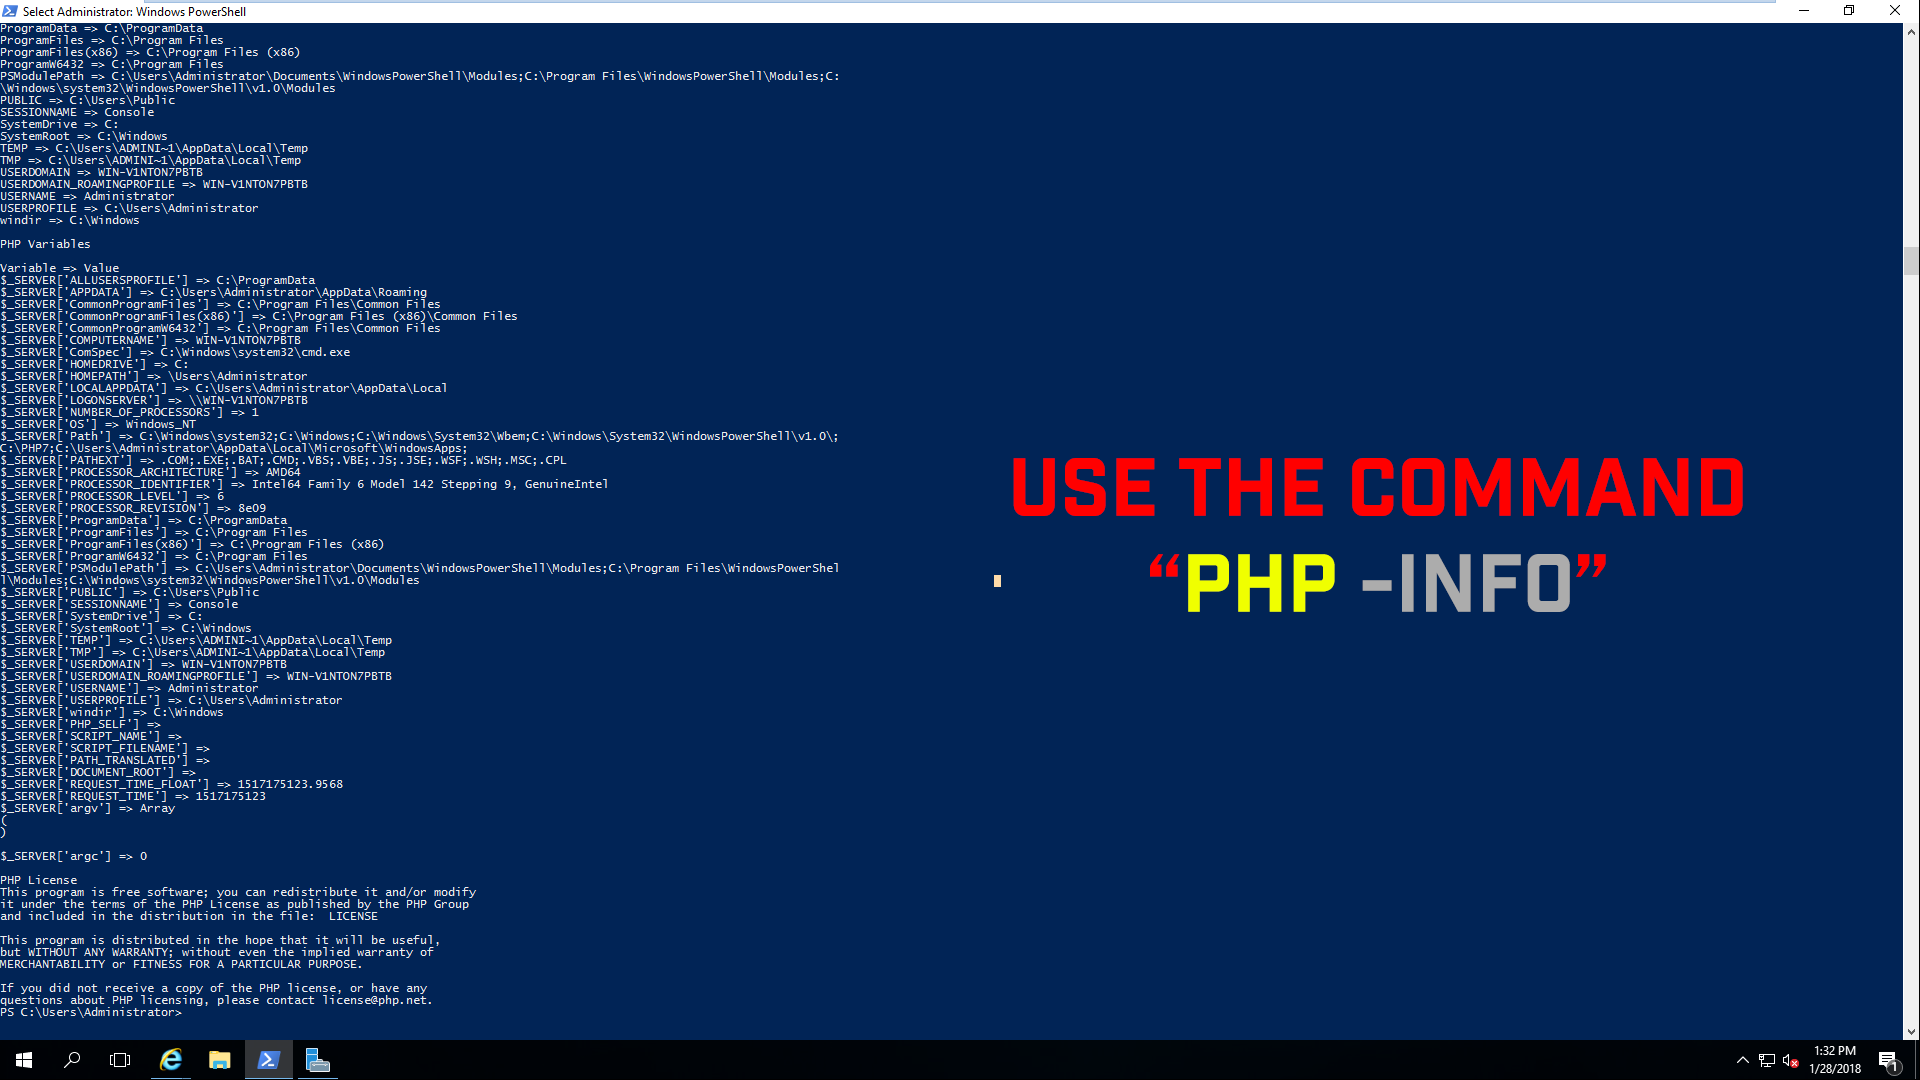 Select Administrator: Windows PowerShell
ProgramData => C:\ProgramData
ProgramFiles => C:\Program Files
ProgramFiles(x86) => C:\Program Files (x86)
ProgramW6432 => C:\Program Files
PSModulePath => C:\Users\Administrator\Documents\WindowsPowerShell\Modules;C:\Program Files\WindowsPowerShell\Modules;C:
\Windows\system32\WindowsPowerShell\v1.0\Modules
PUBLIC => C:\Users\Public
SESSIONNAME => Console
SystemDrive => C:
SystemRoot => C:\Windows
TEMP => C:\Users\ADMINI~1\AppData\Local\Temp
TMP => C:\Users\ADMINI~1\AppData\Local\Temp
USERDOMAIN => WIN-V1NTON7PBTB
USERDOMAIN_ROAMINGPROFILE => WIN-V1NTON7PBTB
USERNAME => Administrator
USERPROFILE => C:\Users\Administrator
windir => C:\Windows
PHP Variables
Variable => Value
$_SERVER['ALLUSERSPROFILE'] => C:\ProgramData
$_SERVER['APPDATA'] => C:\Users\Administrator\AppData\Roaming
$_SERVER['CommonProgramFiles'] => C:\Program Files\Common Files
$_SERVER['CommonProgramFiles(x86)'] => C:\Program Files (x86)\Common Files
$_SERVER['CommonProgramW6432'] => C:\Program Files\Common Files
$_SERVER['COMPUTERNAME'] => WIN-V1NTON7PBTB
$_SERVER['ComSpec'] => C:\Windows\system32\cmd.exe
$_SERVER['HOMEDRIVE'] => C:
$_SERVER['HOMEPATH'] => \Users\Administrator
$_SERVER['LOCALAPPDATA'] => C:\Users\Administrator\AppData\Local
$_SERVER['LOGONSERVER'] => \\WIN-V1NTON7PBTB
$_SERVER['NUMBER_OF_PROCESSORS'] => 1
$_SERVER['OS'] => Windows_NT
$_SERVER['Path'] => C:\Windows\system32;C:\Windows;C:\Windows\System32\Wbem;C:\Windows\System32\WindowsPowerShell\v1.0\;
C:\PHP7;C:\Users\Administrator\AppData\Local\Microsoft\WindowsApps;
$_SERVER['PATHEXT'] => .COM;.EXE;.BAT;.CMD;.VBS;.VBE;.JS;.JSE;.WSF;.WSH;.MSC;.CPL
$_SERVER['PROCESSOR_ARCHITECTURE'] => AMD64
$_SERVER['PROCESSOR_IDENTIFIER'] => Intel64 Family 6 Model 142 Stepping 9, GenuineIntel
$_SERVER['PROCESSOR_LEVEL'] => 6
$_SERVER['PROCESSOR_REVISION'] => 8e09
$_SERVER['ProgramData'] => C:\ProgramData
$_SERVER['ProgramFiles'] => C:\Program Files
$_SERVER['ProgramFiles(x86)'] => C:\Program Files (x86)
$_SERVER['ProgramW6432'] => C:\Program Files
$_SERVER['PSModulePath'] => C:\Users\Administrator\Documents\WindowsPowerShell\Modules;C:\Program Files\WindowsPowerShel
l\Modules;C:\Windows\system32\WindowsPowerShell\v1.0\Modules
$_SERVER['PUBLIC'] => C:\Users\Public
$_SERVER['SESSIONNAME'] => Console
$_SERVER['SystemDrive'] => C:
$_SERVER['SystemRoot'] => C:\Windows
$_SERVER['TEMP'] => C:\Users\ADMINI~1\AppData\Local\Temp
$_SERVER['TMP'] => C:\Users\ADMINI~1\AppData\Local\Temp
$_SERVER['USERDOMAIN'] => WIN-V1NTON7PBTB
$_SERVER['USERDOMAIN_ROAMINGPROFILE'] => WIN-V1NTON7PBTB
$_SERVER['USERNAME'] => Administrator
$_SERVER['USERPROFILE'] => C:\Users\Administrator
$_SERVER['windir'] => C:\Windows
$_SERVER['PHP_SELF'] =>
$_SERVER['SCRIPT_NAME'] =>
$_SERVER['SCRIPT_FILENAME'] =>
$_SERVER['PATH_TRANSLATED'] =>
$_SERVER['DOCUMENT_ROOT'] =>
$_SERVER['REQUEST_TIME_FLOAT'] => 1517175123.9568
$_SERVER['REQUEST_TIME'] => 1517175123
$_SERVER['argv'] => Array
(
)
$_SERVER['argc'] => 0
PHP License
This program is free software; you can redistribute it and/or modify
it under the terms of the PHP License as published by the PHP Group
and included in the distribution in the file:  LICENSE
This program is distributed in the hope that it will be useful,
but WITHOUT ANY WARRANTY; without even the implied warranty of
MERCHANTABILITY or FITNESS FOR A PARTICULAR PURPOSE.
If you did not receive a copy of the PHP license, or have any
questions about PHP licensing, please contact license@php.net.
PS C:\Users\Administrator>
USE THE COMMAND
“PHP -INFO”
1:32 PM
1/28/2018
1